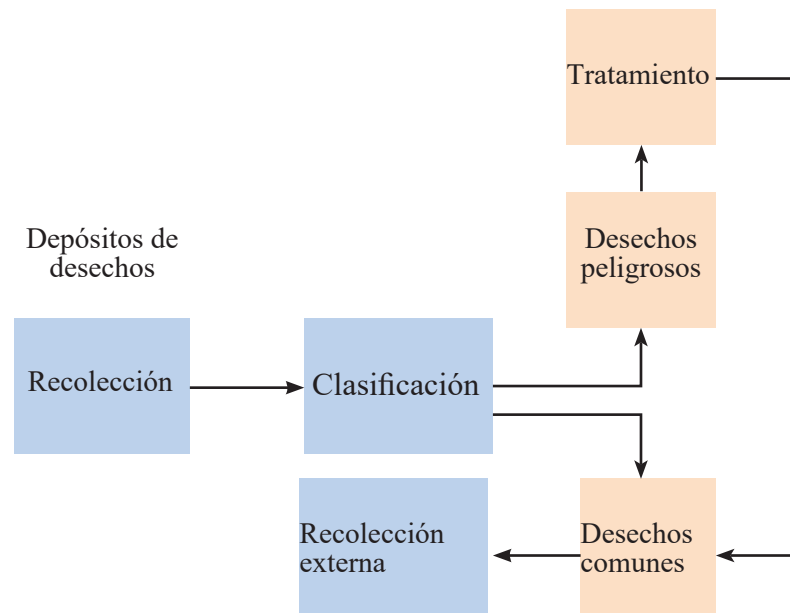 Tratamiento
Depósitos de
desechos
Desechos
peligrosos
Recolección
Clasificación
Recolección
externa
Desechos
comunes